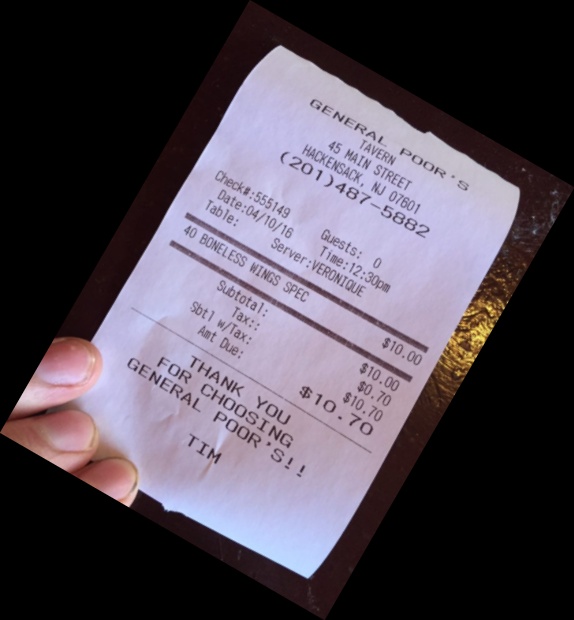 GENERAL POOR'S
TAVERN
45 MAIN STREET
HACKENSACK, NJ 07601
(201)487-5882
Check#:555149 Guests: 0
Date:04/10/16 Time:12:30pm
Table: Server:VERONIQUE
40 BONELESS WINGS SPEC $10.00
Subtotal: $10.00
Tax:: $0.70
Sbtl w/Tax: $10.70
Amt Due: $10.70
THANK YOU
FOR CHOOSING
GENERAL POOR'S!!
TIM